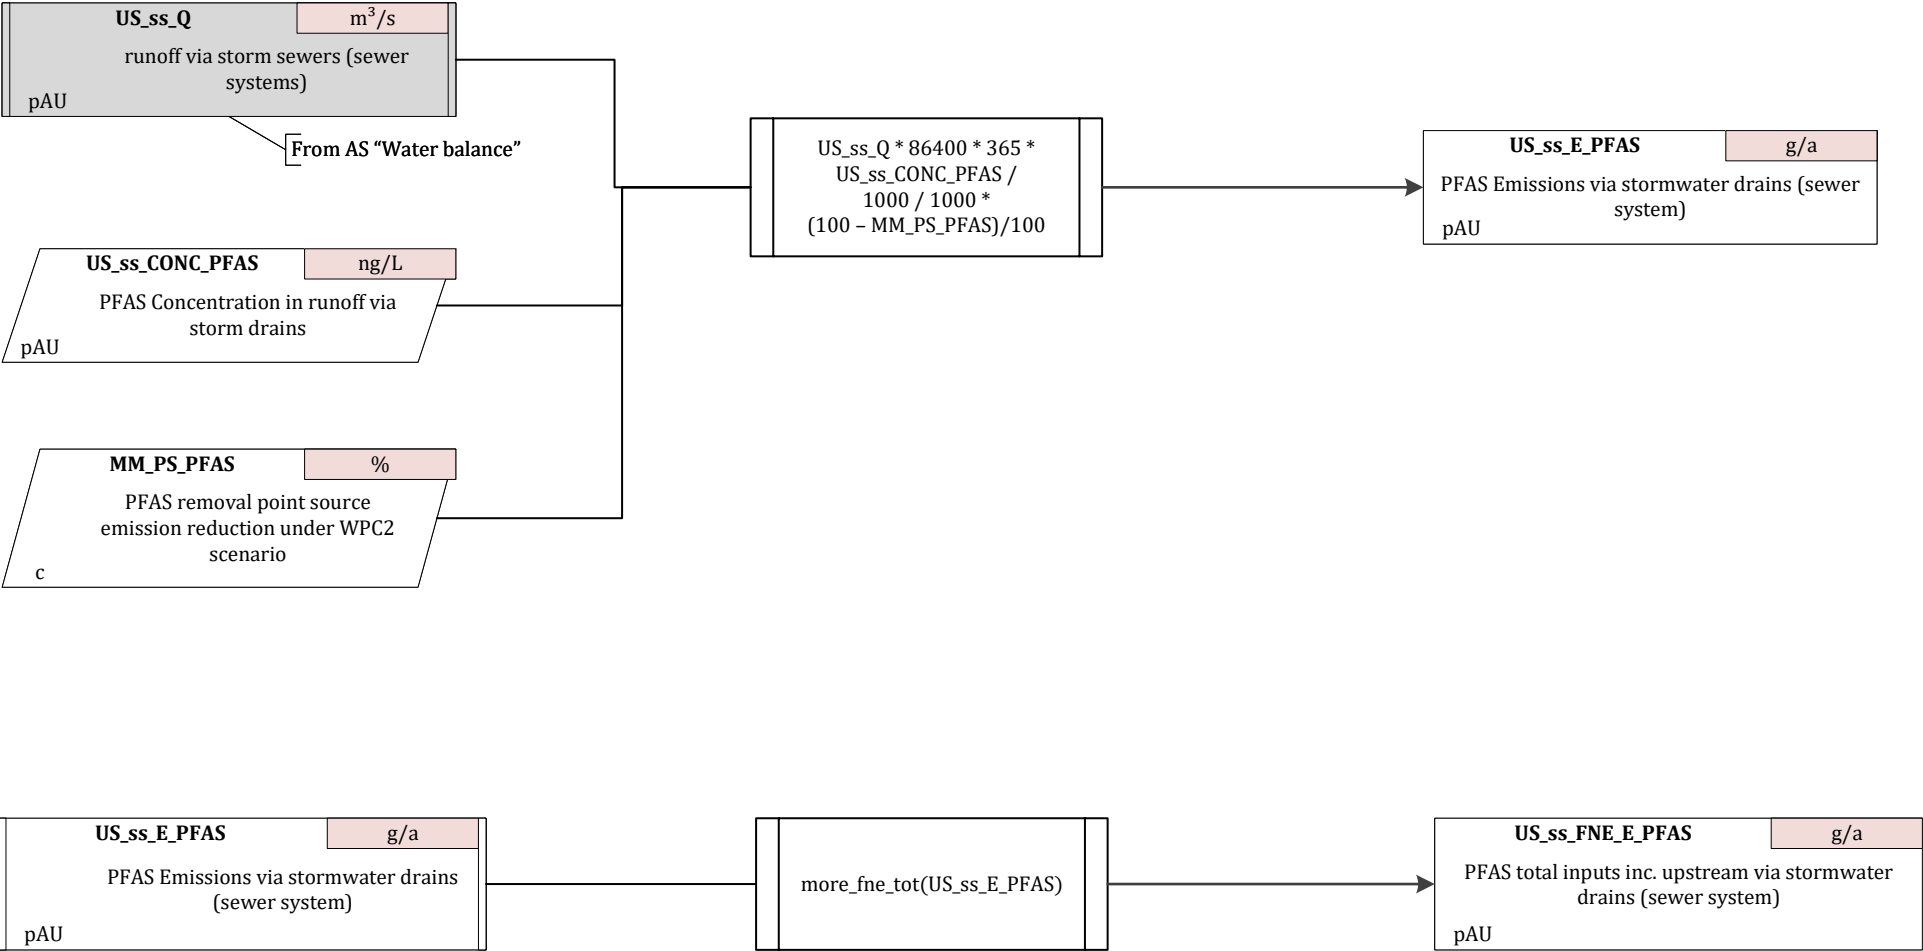 US_ss_Q
m³/s
runoff via storm sewers (sewer
systems)
pAU
From AS “Water balance”
US_ss_CONC_PFAS
ng/L
PFAS Concentration in runoff via
storm drains
pAU
MM_PS_PFAS
%
PFAS removal point source
emission reduction under WPC2
scenario
c
US_ss_Q * 86400 * 365 *
US_ss_CONC_PFAS /
1000 / 1000 *
(100 – MM_PS_PFAS)/100
US_ss_E_PFAS
g/a
PFAS Emissions via stormwater drains (sewer
system)
pAU
US_ss_E_PFAS
g/a
PFAS Emissions via stormwater drains
(sewer system)
pAU
more_fne_tot(US_ss_E_PFAS)
US_ss_FNE_E_PFAS
g/a
PFAS total inputs inc. upstream via stormwater
drains (sewer system)
pAU